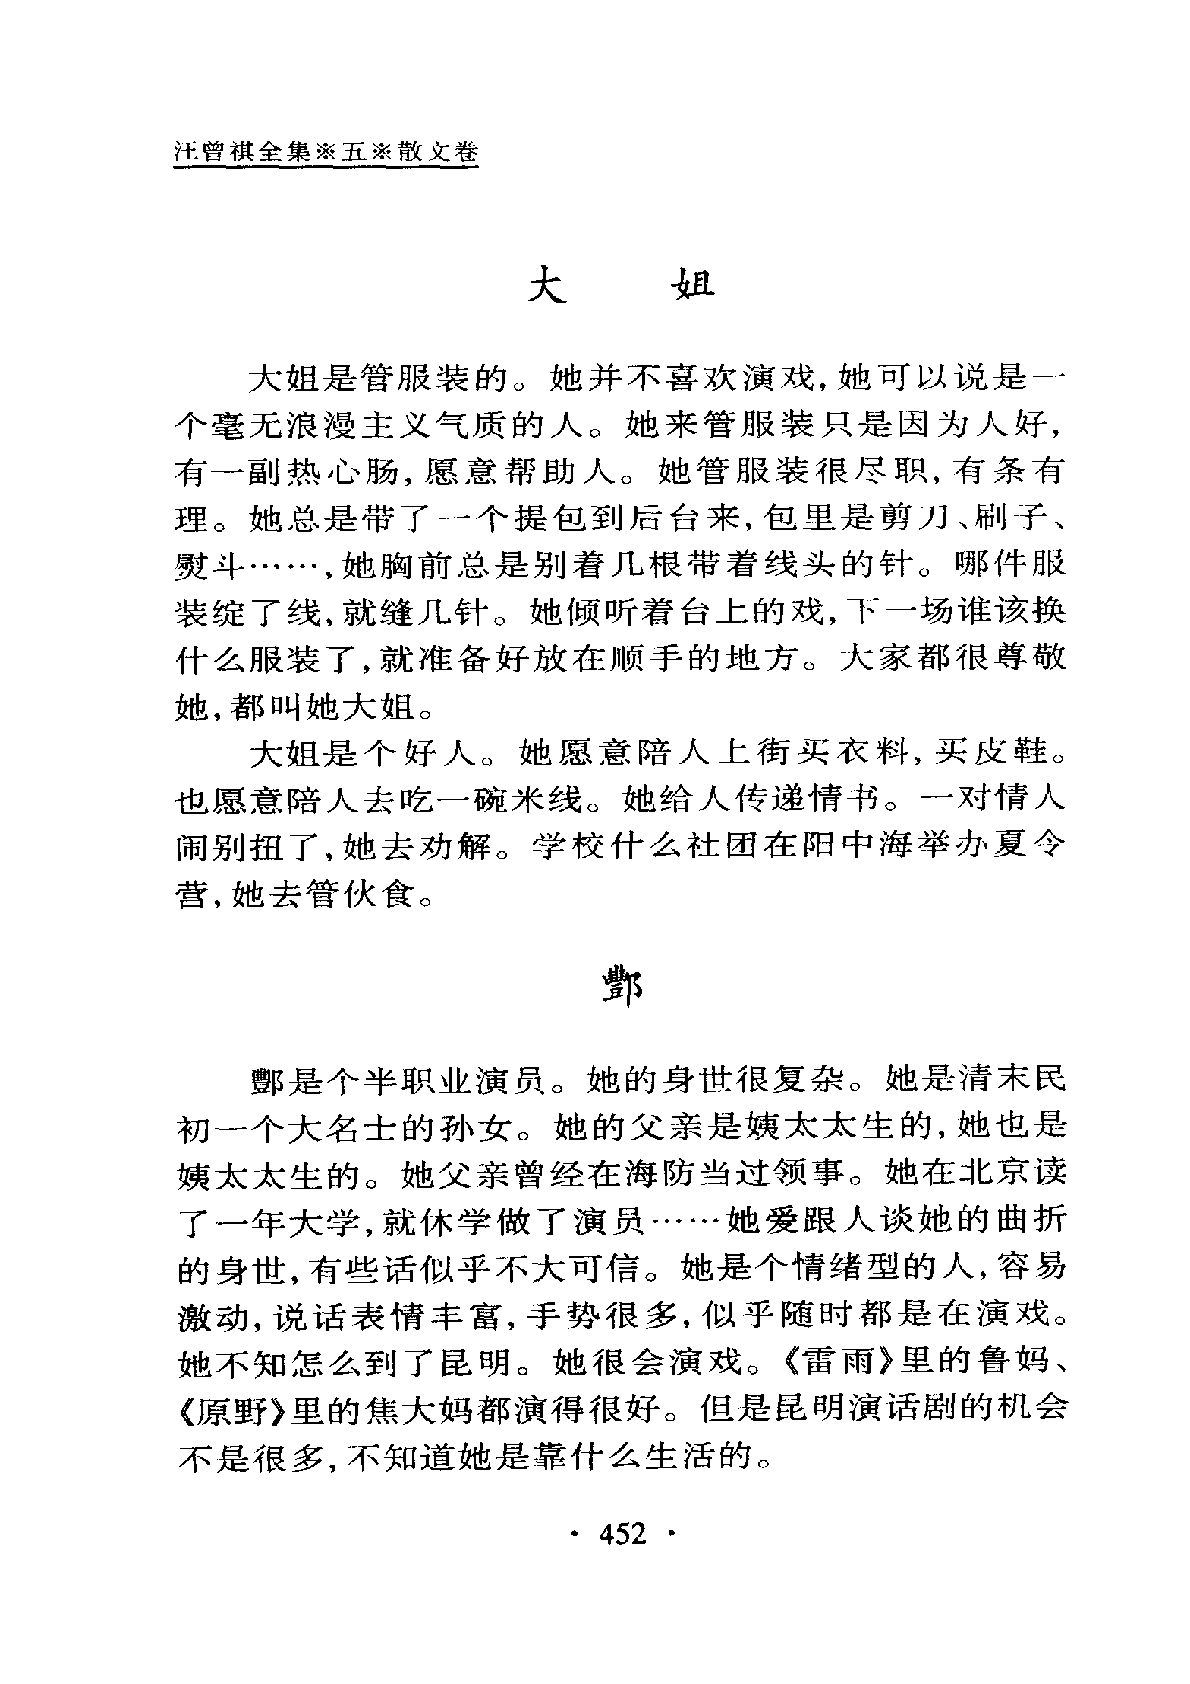 汪曾祺全集※五※散文卷
大 姐
大姐是管服装的。她并不喜欢演戏，她可以说是一
个毫无浪漫主义气质的人。她来管服装只是因为人好，
有一副热心肠，愿意帮助人。她管服装很尽职，有条有
理。她总是带了一个提包到后台来，包里是剪刀、刷子、
熨斗……，她胸前总是别着几根带着线头的针。哪件服
装绽了线，就缝几针。她倾听着台上的戏，下一场谁该换
什么服装了，就准备好放在顺手的地方。大家都很尊敬
她，都叫她大姐。
大姐是个好人。她愿意陪人上街买衣料，买皮鞋。
也愿意陪人去吃一碗米线。她给人传递情书。一对情人
闹别扭了，她去劝解。学校什么社团在阳中海举办夏令
营，她去管伙食。
酆
酆是个半职业演员。她的身世很复杂。她是清末民
初一个大名士的孙女。她的父亲是姨太太生的，她也是
姨太太生的。她父亲曾经在海防当过领事。她在北京读
了一年大学，就休学做了演员……她爱跟人谈她的曲折
的身世，有些话似乎不大可信。她是个情绪型的人，容易
激动，说话表情丰富，手势很多，似乎随时都是在演戏。
她不知怎么到了昆明。她很会演戏。《雷雨》里的鲁妈、
《原野》里的焦大妈都演得很好。但是昆明演话剧的机会
不是很多，不知道她是靠什么生活的。
· 452 ·